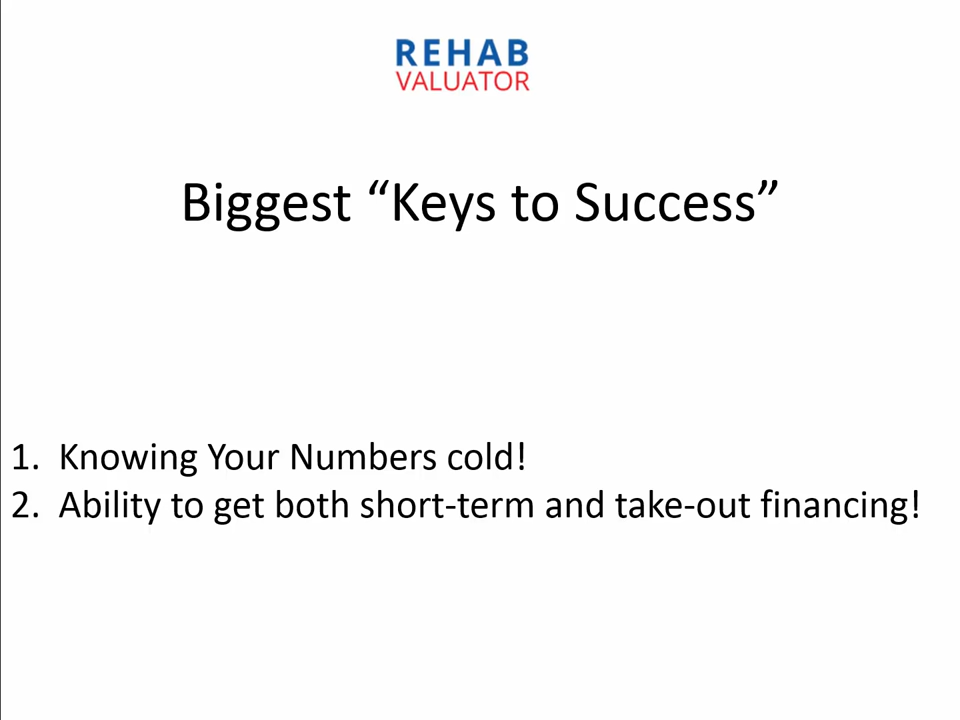 REHAB
VALUATOR
Biggest “Keys to Success”
1. Knowing Your Numbers cold!
2. Ability to get both short-term and take-out financing!